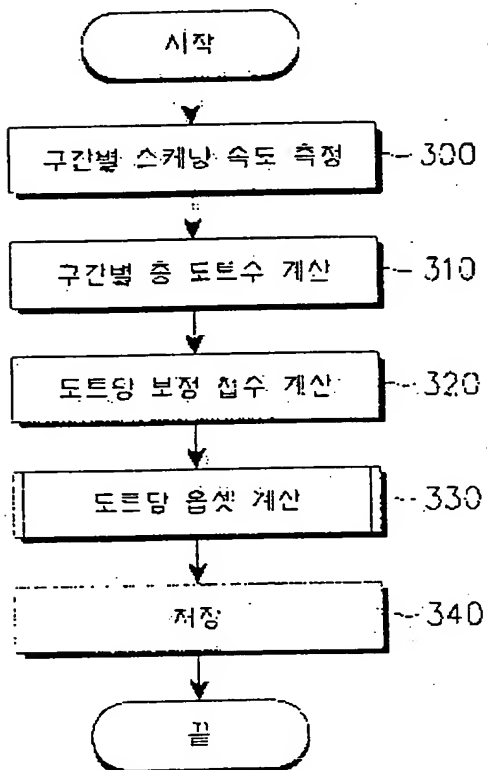 시작
구간별 스캐닝 속도 측정
300
구간별 총 도트수 계산
310
도트당 보정 칩수 계산
320
도트당 옵셋 계산
330
저장
340
끝